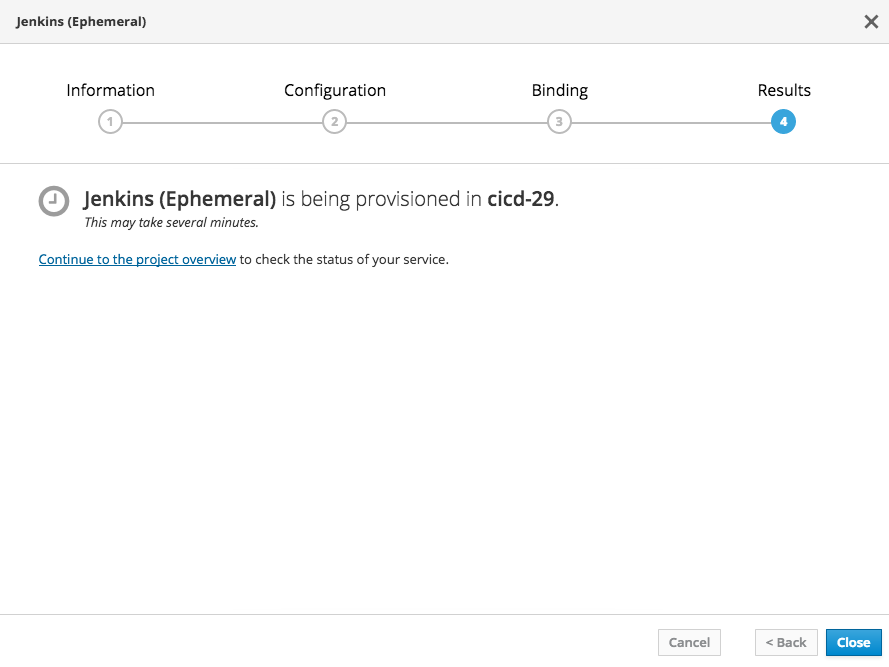 Jenkins (Ephemeral)
Information Configuration Binding Results
1 2 3 4
Jenkins (Ephemeral) is being provisioned in cicd-29.
This may take several minutes.
Continue to the project overview to check the status of your service.
Cancel < Back Close